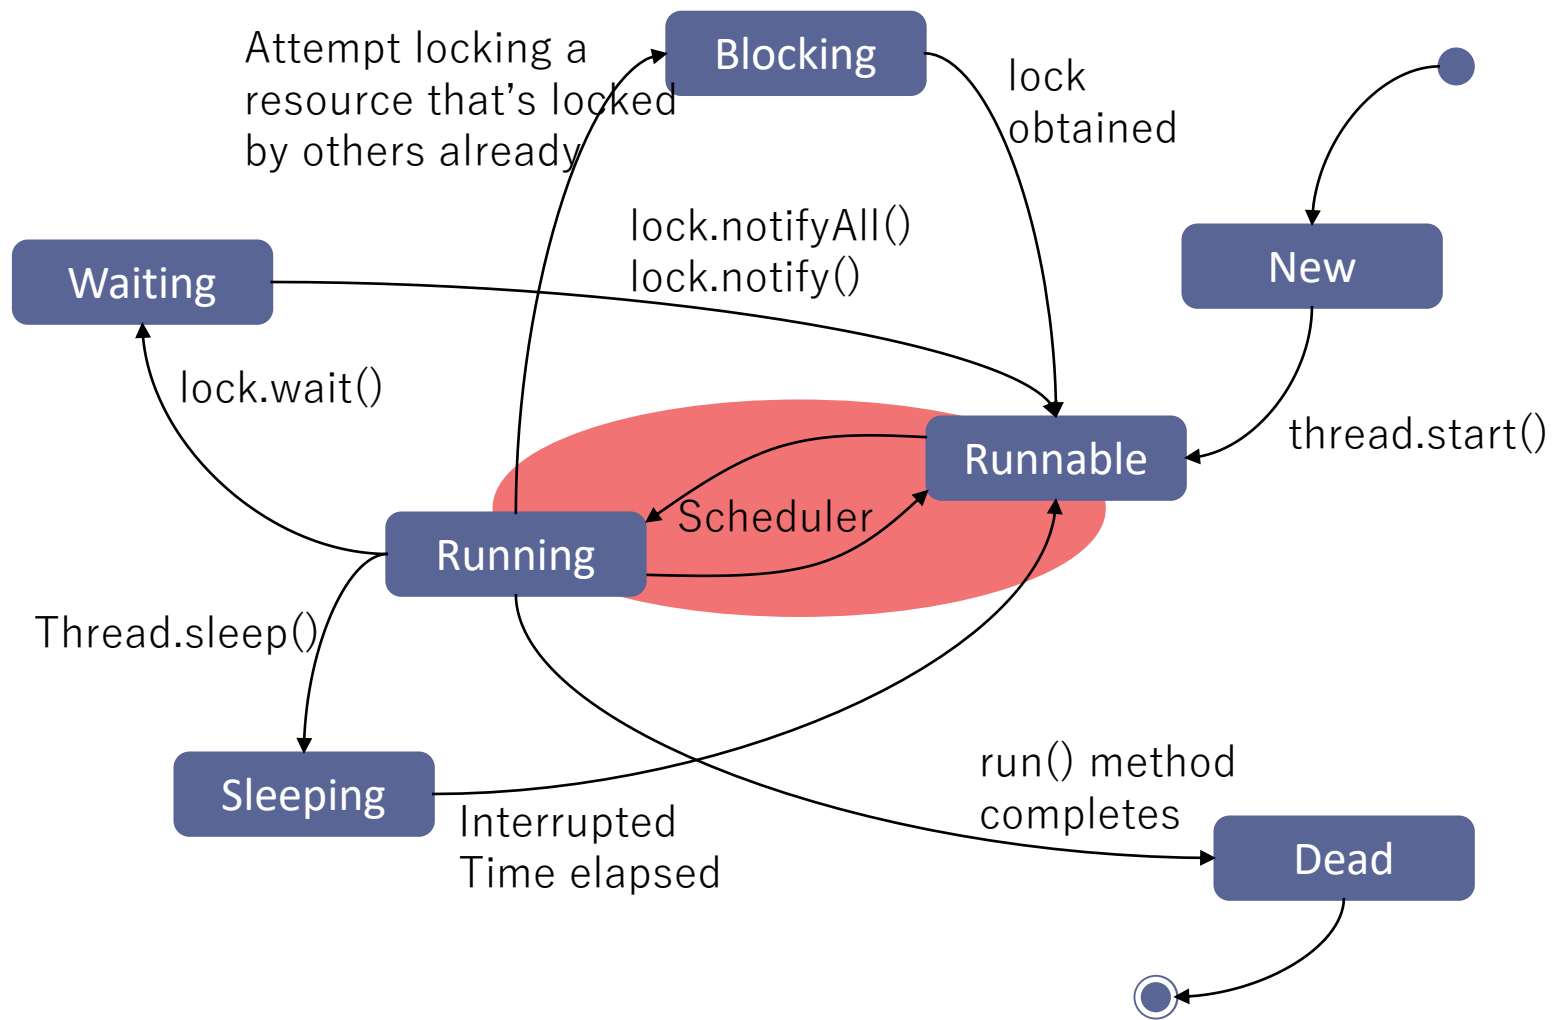 Attempt locking a
resource that’s locked
by others already
Blocking
lock
obtained
lock.notifyAll()
lock.notify()
Waiting
New
lock.wait()
thread.start()
Runnable
Scheduler
Running
Thread.sleep()
Sleeping
Interrupted
Time elapsed
run() method
completes
Dead